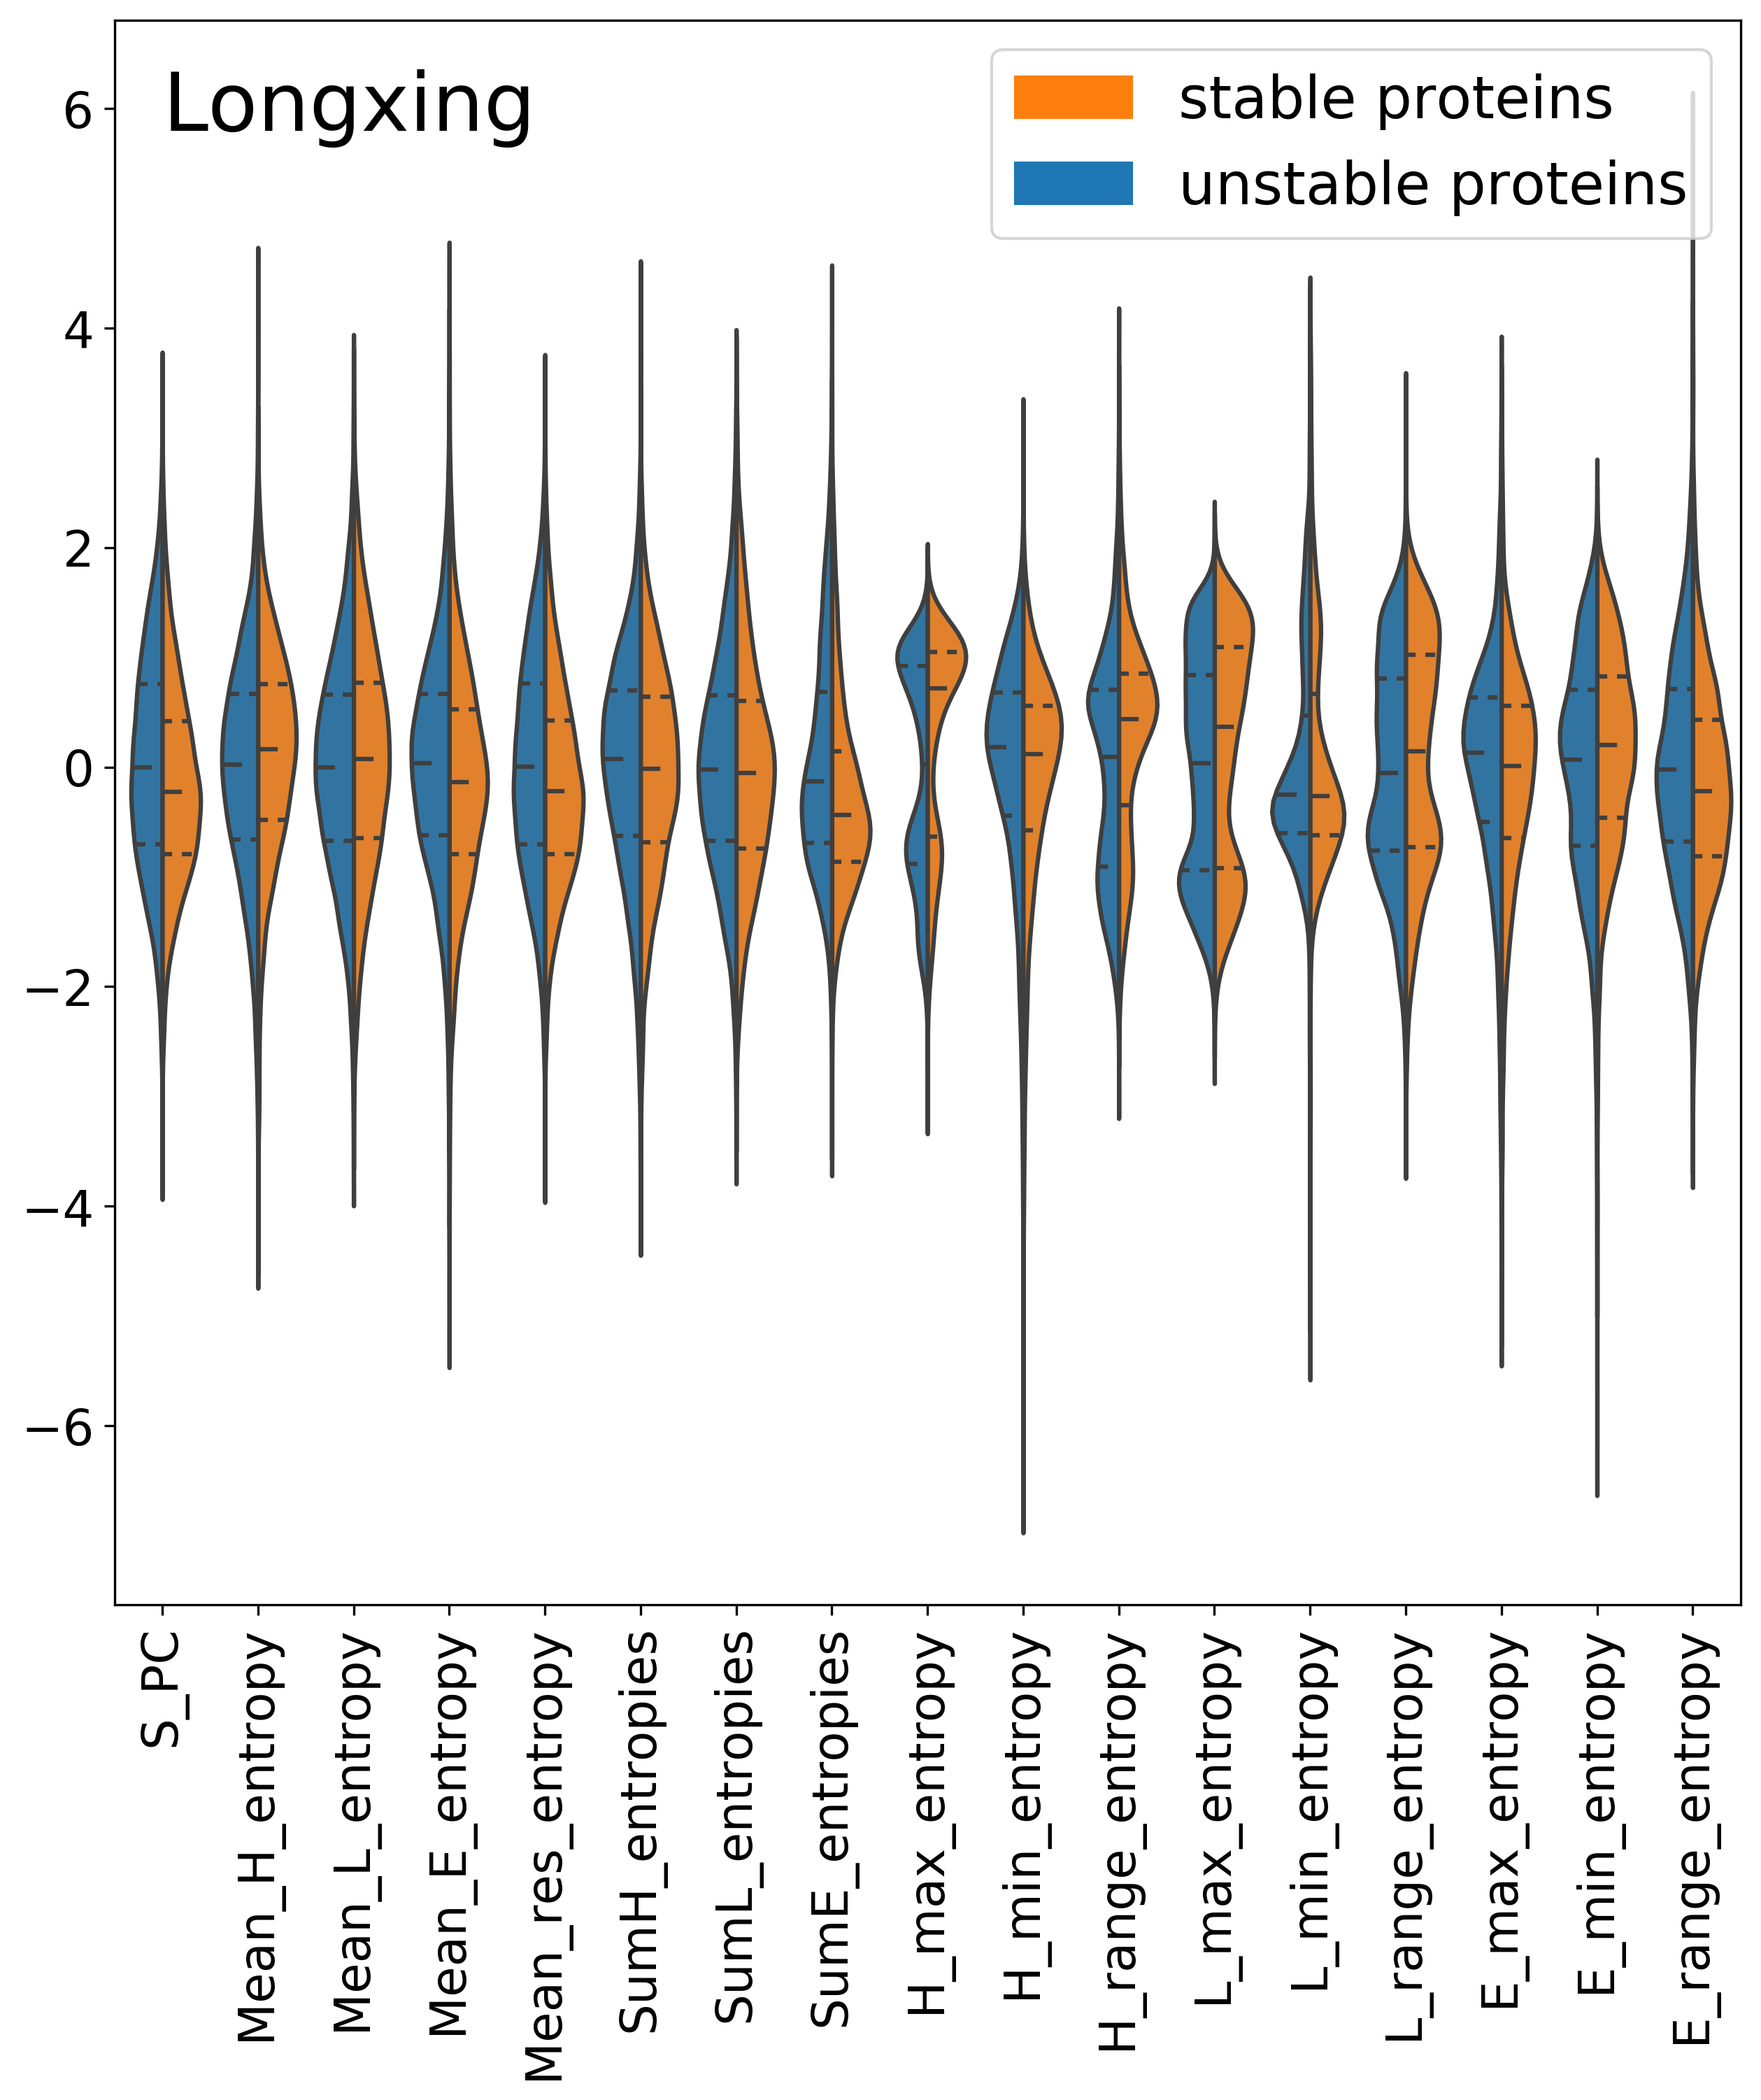 Longxing
stable proteins
unstable proteins
6
4
2
0
−2
−4
−6
S_PC
Mean_H_entropy
Mean_L_entropy
Mean_E_entropy
Mean_res_entropy
SumH_entropies
SumL_entropies
SumE_entropies
H_max_entropy
H_min_entropy
H_range_entropy
L_max_entropy
L_min_entropy
L_range_entropy
E_max_entropy
E_min_entropy
E_range_entropy